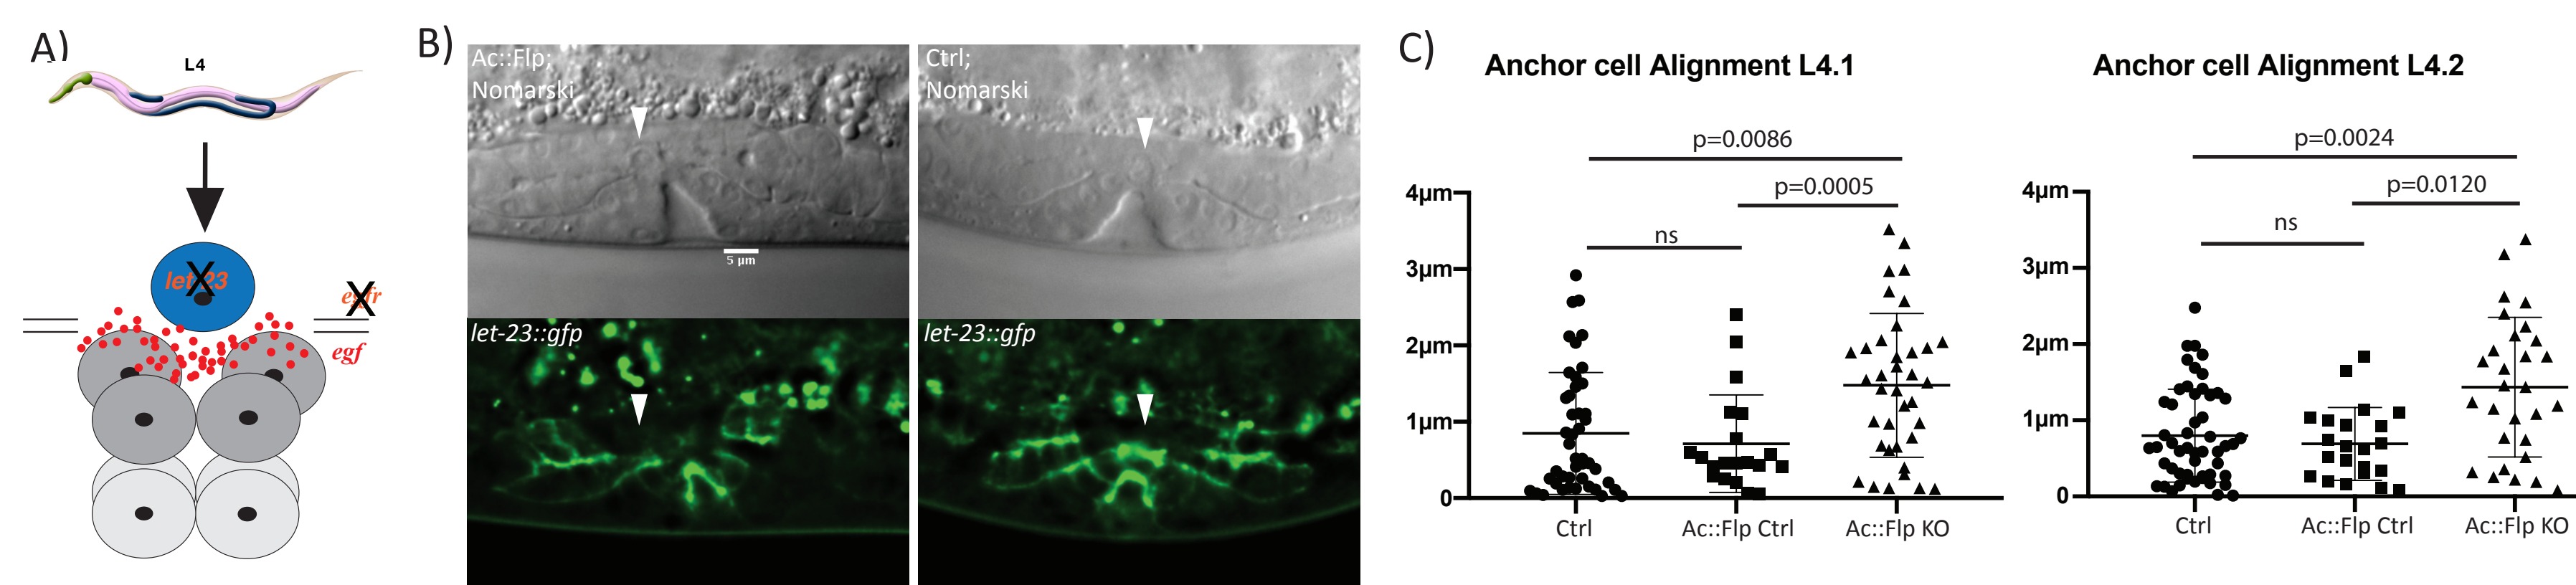 A)
L4
let-23
egfr
egf
B)
Ac::Flp;
Nomarski
5 µm
Ctrl;
Nomarski
let-23::gfp
let-23::gfp
C)
Anchor cell Alignment L4.1
p=0.0086
p=0.0005
ns
4µm
3µm
2µm
1µm
0
Ctrl
Ac::Flp Ctrl
Ac::Flp KO
Anchor cell Alignment L4.2
p=0.0024
p=0.0120
ns
4µm
3µm
2µm
1µm
0
Ctrl
Ac::Flp Ctrl
Ac::Flp KO